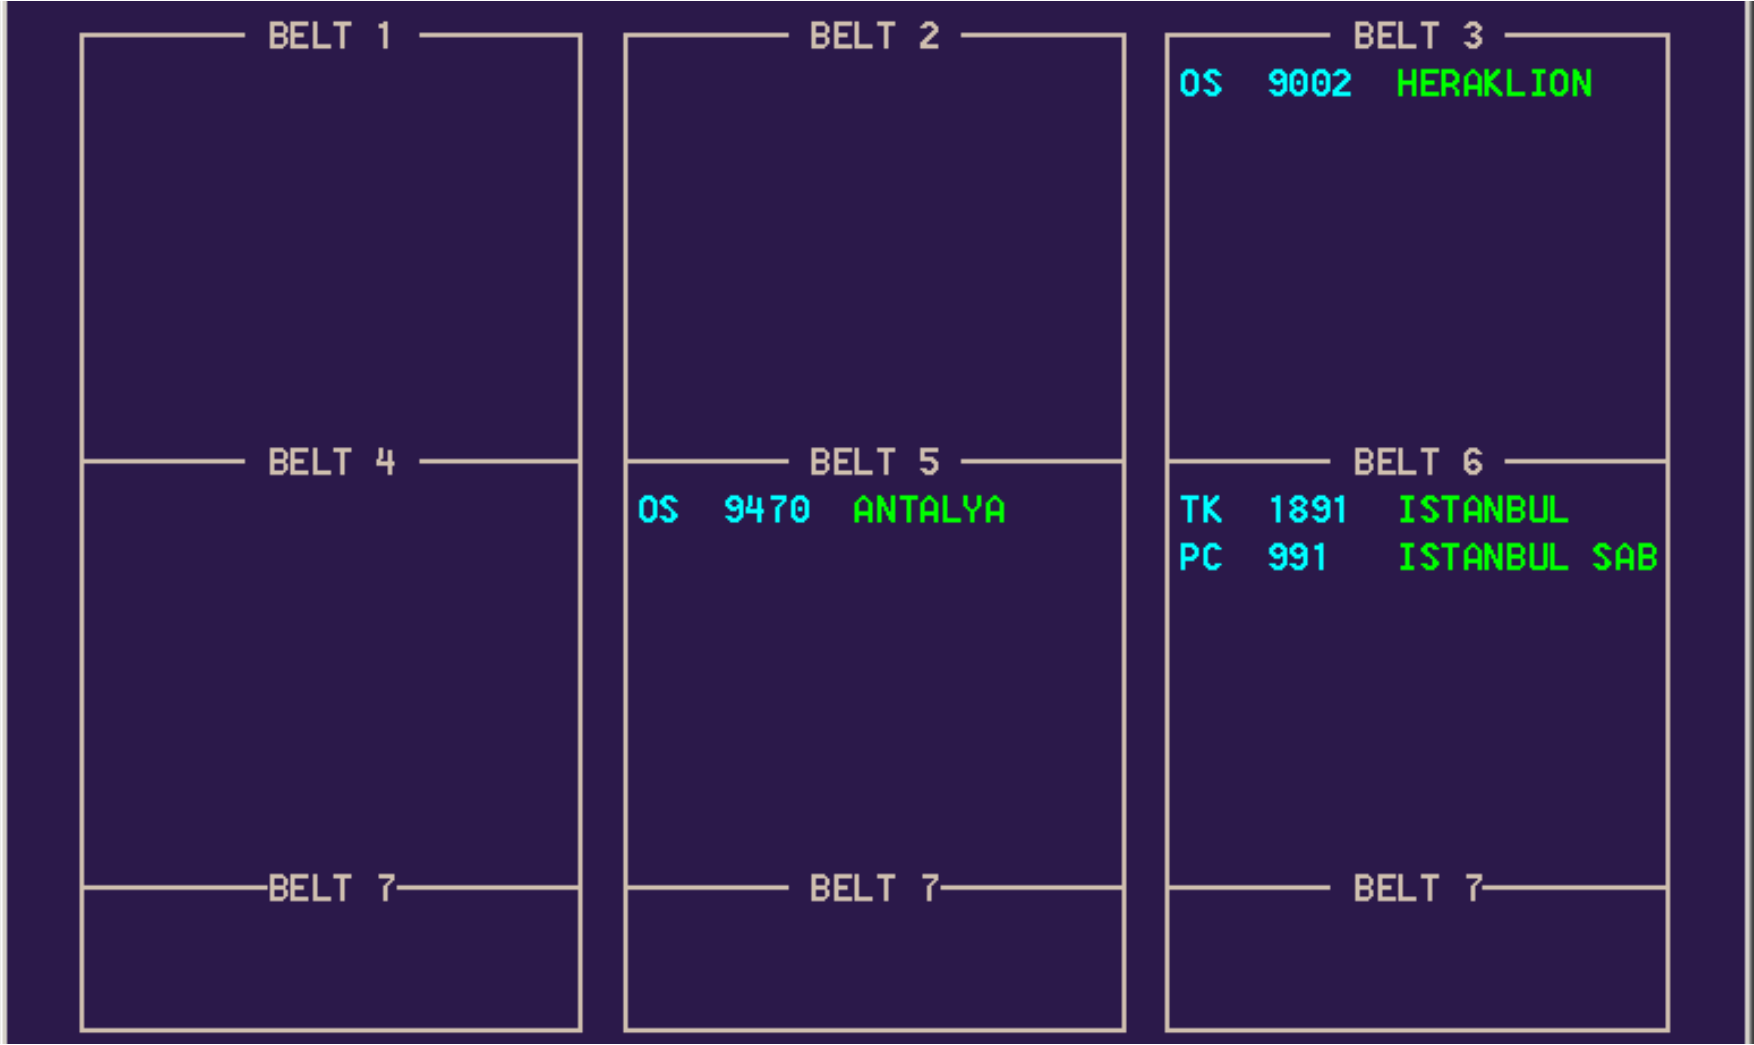 BELT 1
BELT 2
BELT 3
OS 9002 HERAKLION
BELT 4
BELT 5
OS 9470 ANTALYA
BELT 6
TK 1891 ISTANBUL
PC 991 ISTANBUL SAB
BELT 7
BELT 7
BELT 7